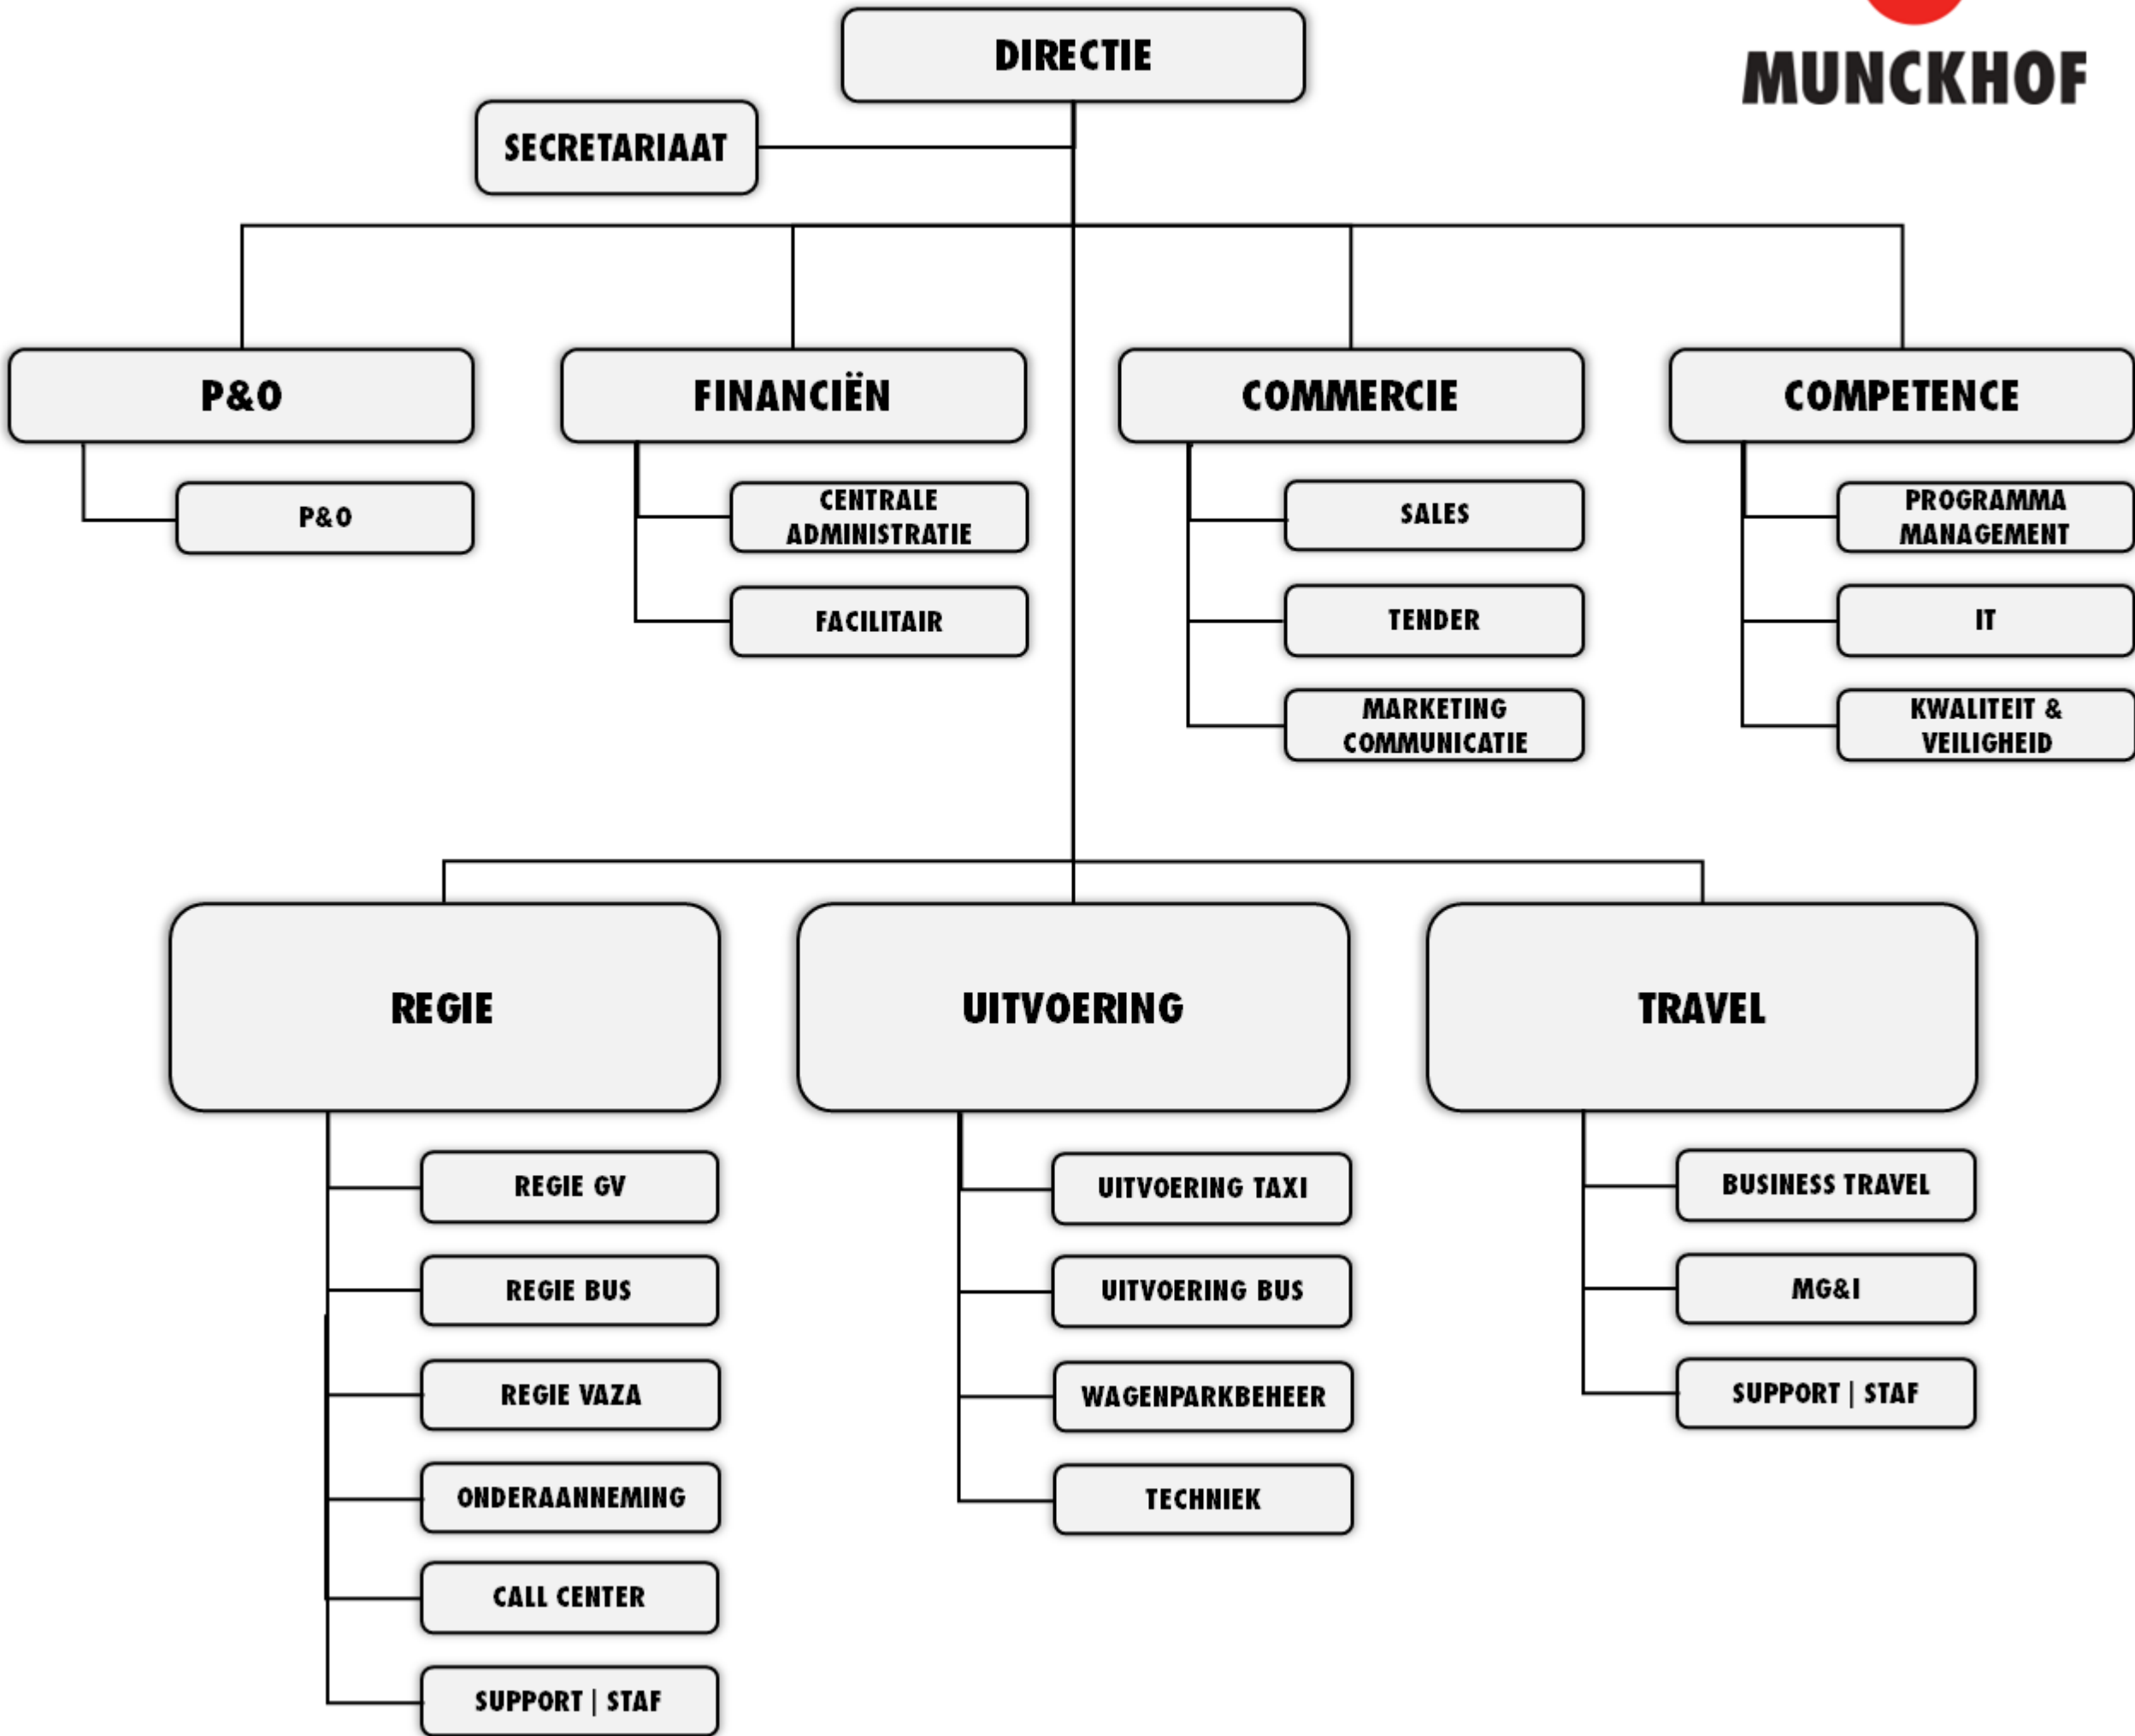 DIRECTIE
MUNCKHOF
SECRETARIAAT
P&O
FINANCIËN
COMMERCIE
COMPETENCE
P&O
CENTRALE
ADMINISTRATIE
FACILITAIR
SALES
TENDER
MARKETING
COMMUNICATIE
PROGRAMMA
MANAGEMENT
IT
KWALITEIT &
VEILIGHEID
REGIE
UITVOERING
TRAVEL
REGIE GV
REGIE BUS
REGIE VAZA
ONDERAANNEMING
CALL CENTER
SUPPORT | STAF
UITVOERING TAXI
UITVOERING BUS
WAGENPARKBEHEER
TECHNIEK
BUSINESS TRAVEL
MG&I
SUPPORT | STAF